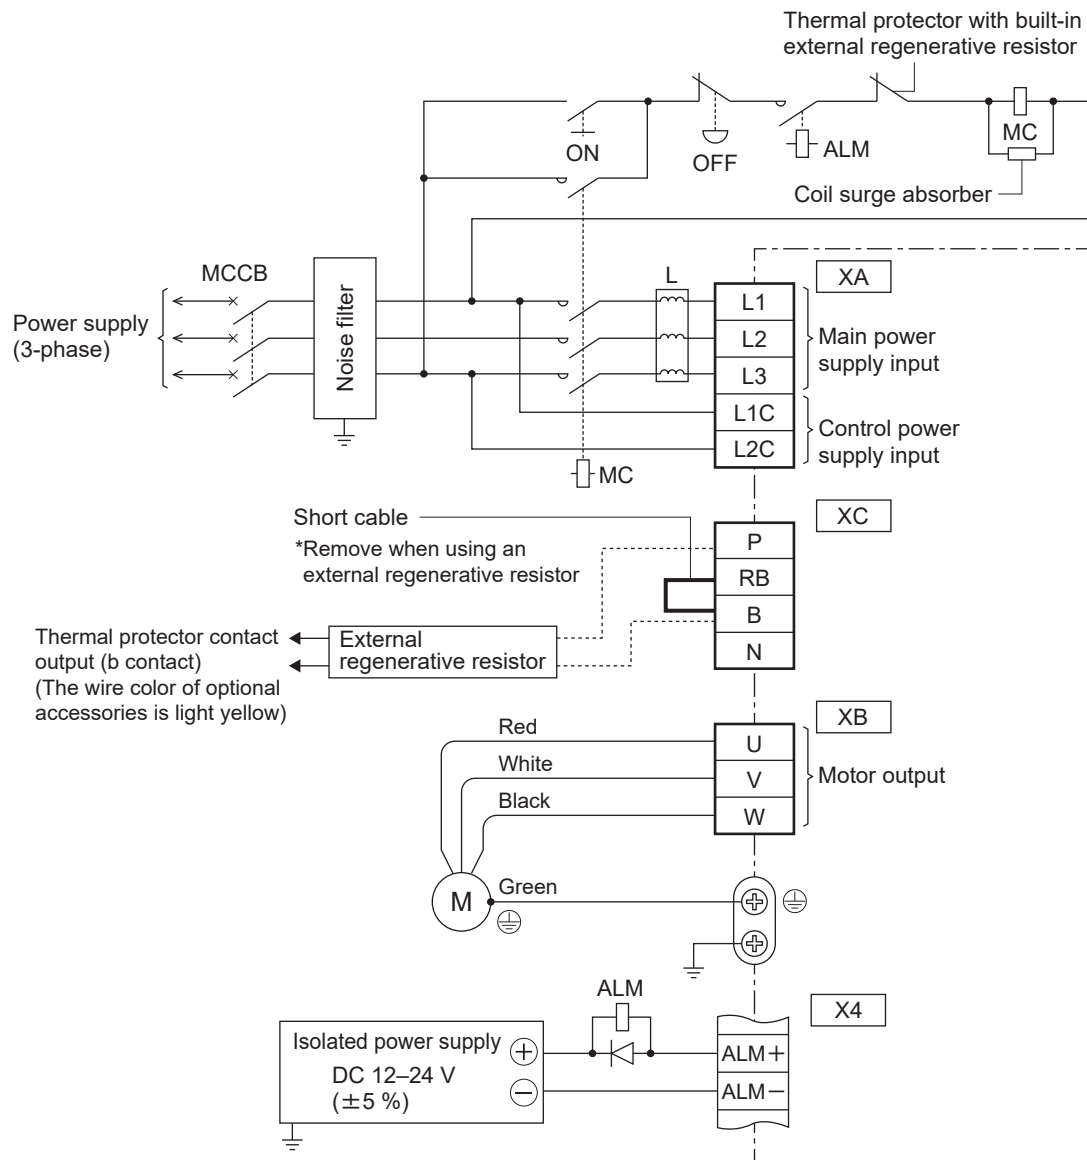 Thermal protector with built-in
external regenerative resistor
ON
OFF
ALM
MC
Coil surge absorber
MCCB
Power supply
(3-phase)
Noise filter
L
XA
L1
L2
L3
L1C
L2C
Main power
supply input
Control power
supply input
MC
XC
Short cable
*Remove when using an
external regenerative resistor
P
RB
B
N
Thermal protector contact
output (b contact)
(The wire color of optional
accessories is light yellow)
External
regenerative resistor
XB
Red
White
Black
U
V
W
Motor output
M
Green
ALM
X4
Isolated power supply
DC 12–24 V
(±5 %)
+
−
ALM+
ALM−